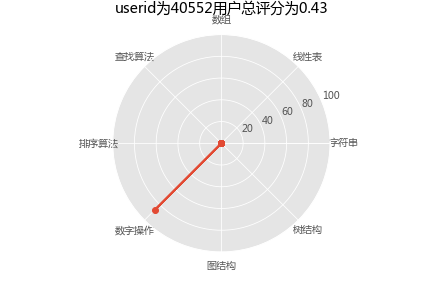 userid为40552用户总评分为0.43
数组
查找算法
线性表
100
80
60
40
20
排序算法
字符串
数字操作
树结构
图结构